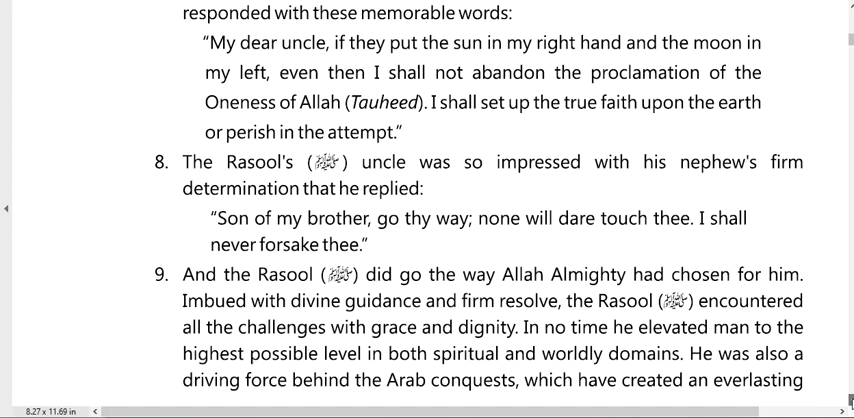 responded with these memorable words:
“My dear uncle, if they put the sun in my right hand and the moon in
my left, even then I shall not abandon the proclamation of the
Oneness of Allah (Tauheed). I shall set up the true faith upon the earth
or perish in the attempt.”
8. The Rasool's (ﷺ) uncle was so impressed with his nephew's firm
determination that he replied:
“Son of my brother, go thy way; none will dare touch thee. I shall
never forsake thee.”
9. And the Rasool (ﷺ) did go the way Allah Almighty had chosen for him.
Imbued with divine guidance and firm resolve, the Rasool (ﷺ) encountered
all the challenges with grace and dignity. In no time he elevated man to the
highest possible level in both spiritual and worldly domains. He was also a
driving force behind the Arab conquests, which have created an everlasting
8.27 x 11.69 in